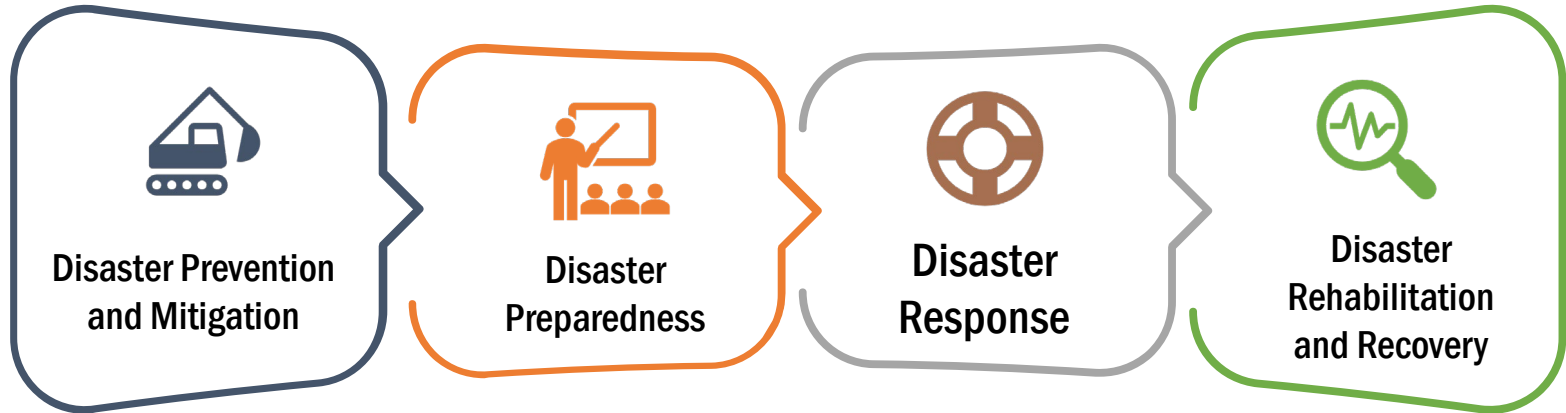 Disaster Prevention
and Mitigation
Disaster
Preparedness
Disaster
Response
Disaster
Rehabilitation
and Recovery